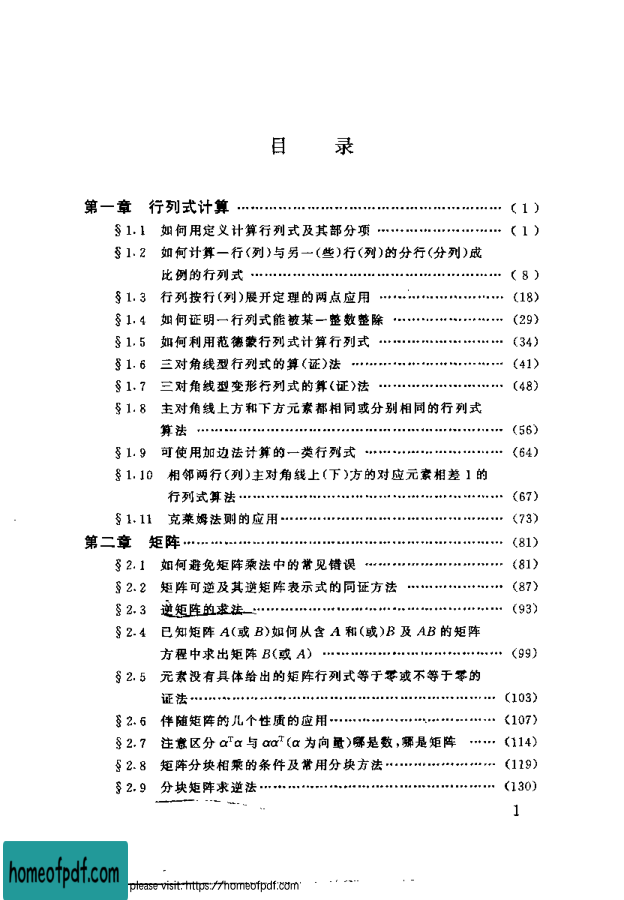 目 录
第一章 行列式计算 ……………………………………………… (1)
§1.1 如何用定义计算行列式及其部分项 …………………… (1)
§1.2 如何计算一行(列)与另一(些)行(列)的分行(分列)成
比例的行列式 ………………………………………… (8)
§1.3 行列按行(列)展开定理的两点应用 …………………… (18)
§1.4 如何证明一行列式能被某一整数整除 ………………… (29)
§1.5 如何利用范德蒙行列式计算行列式 …………………… (34)
§1.6 三对角线型行列式的算(证)法 ………………………… (41)
§1.7 三对角线型变形行列式的算(证)法 …………………… (48)
§1.8 主对角线上方和下方元素都相同或分别相同的行列式
算法 …………………………………………………… (56)
§1.9 可使用加边法计算的一类行列式 ……………………… (64)
§1.10 相邻两行(列)主对角线上(下)方的对应元素相差1的
行列式算法 …………………………………………… (67)
§1.11 克莱姆法则的应用 …………………………………… (73)
第二章 矩阵 ……………………………………………………… (81)
§2.1 如何避免矩阵乘法中的常见错误 ……………………… (81)
§2.2 矩阵可逆及其逆矩阵表示式的同证方法 ……………… (87)
§2.3 逆矩阵的求法 …………………………………………… (93)
§2.4 已知矩阵A(或B)如何从含A和(或)B及AB的矩阵
方程中求出矩阵B(或A) ……………………………… (99)
§2.5 元素没有具体给出的矩阵行列式等于零或不等于零的
证法 …………………………………………………… (103)
§2.6 伴随矩阵的几个性质的应用 …………………………… (107)
§2.7 注意区分αᵀα与ααᵀ(α为向量)哪是数,哪是矩阵 …… (114)
§2.8 矩阵分块相乘的条件及常用分块方法 ………………… (119)
§2.9 分块矩阵求逆法 ………………………………………… (130)
1
homeofpdf.com
please visit: https://homeofpdf.com